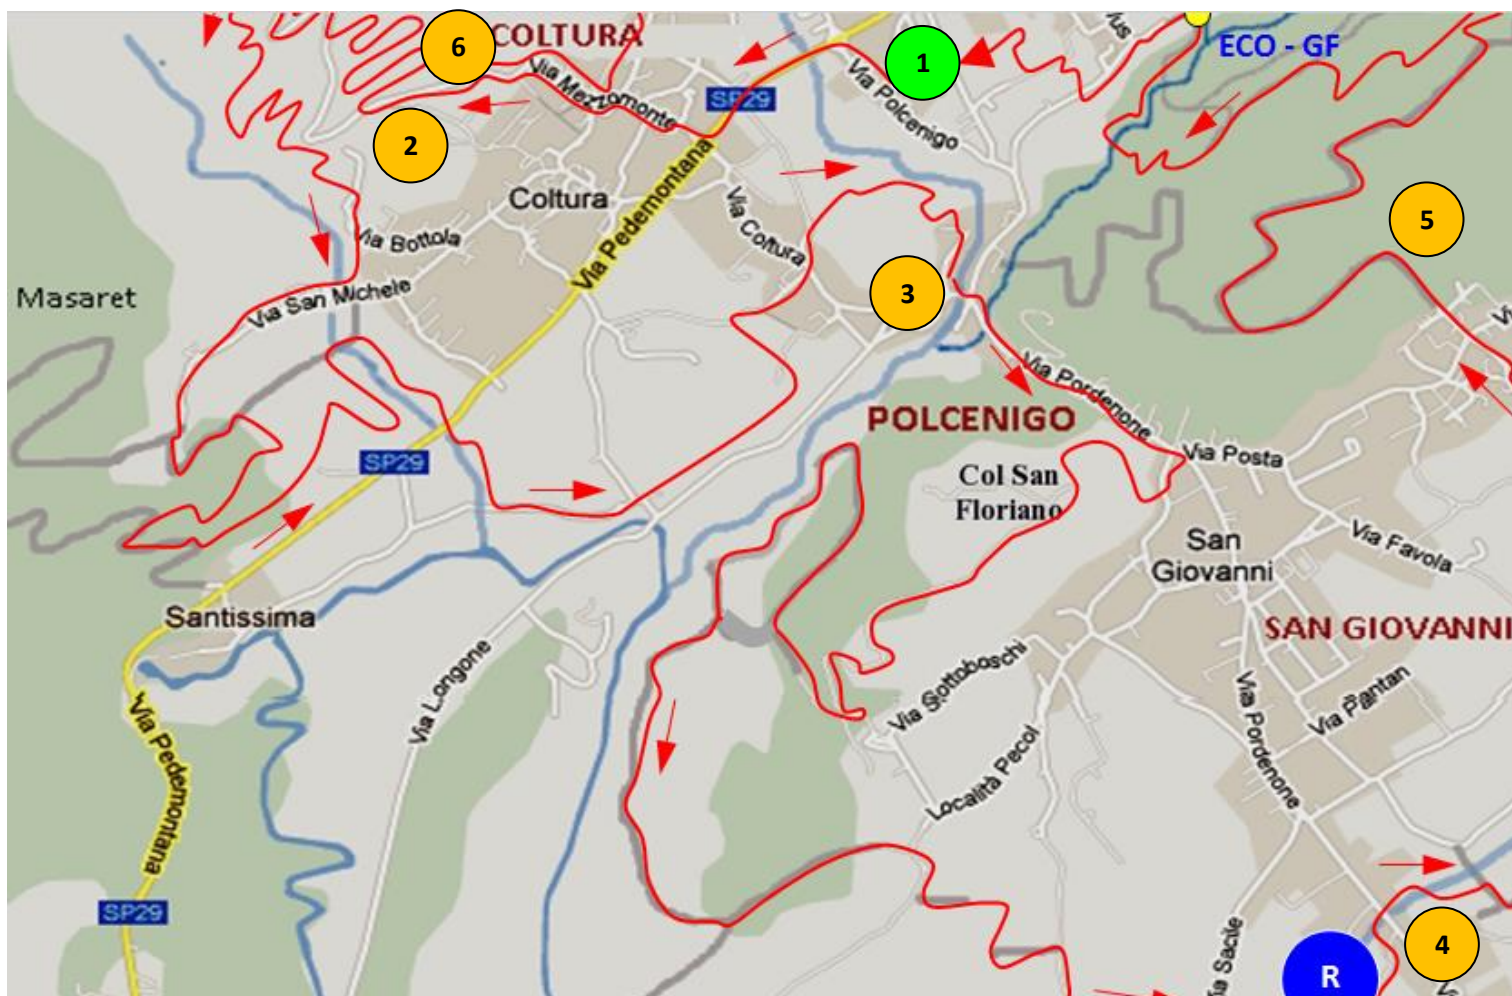 6
COLTURA
1
ECO - GF
Via Mezzomonte
SP29
Via Polcenigo
2
Via Pedemontana
Coltura
Via Coltura
5
Via Bottola
3
Masaret
Via San Michele
Via Pordenone
POLCENIGO
SP29
Via Posta
Col San
Floriano
San
Giovanni
Via Favola
Santissima
SAN GIOVANNI
Via Longone
Via Sottoboschi
Via Pantan
Via Pedemontana
Località Pecol
Via Pordenone
SP29
4
Via Sacile
R